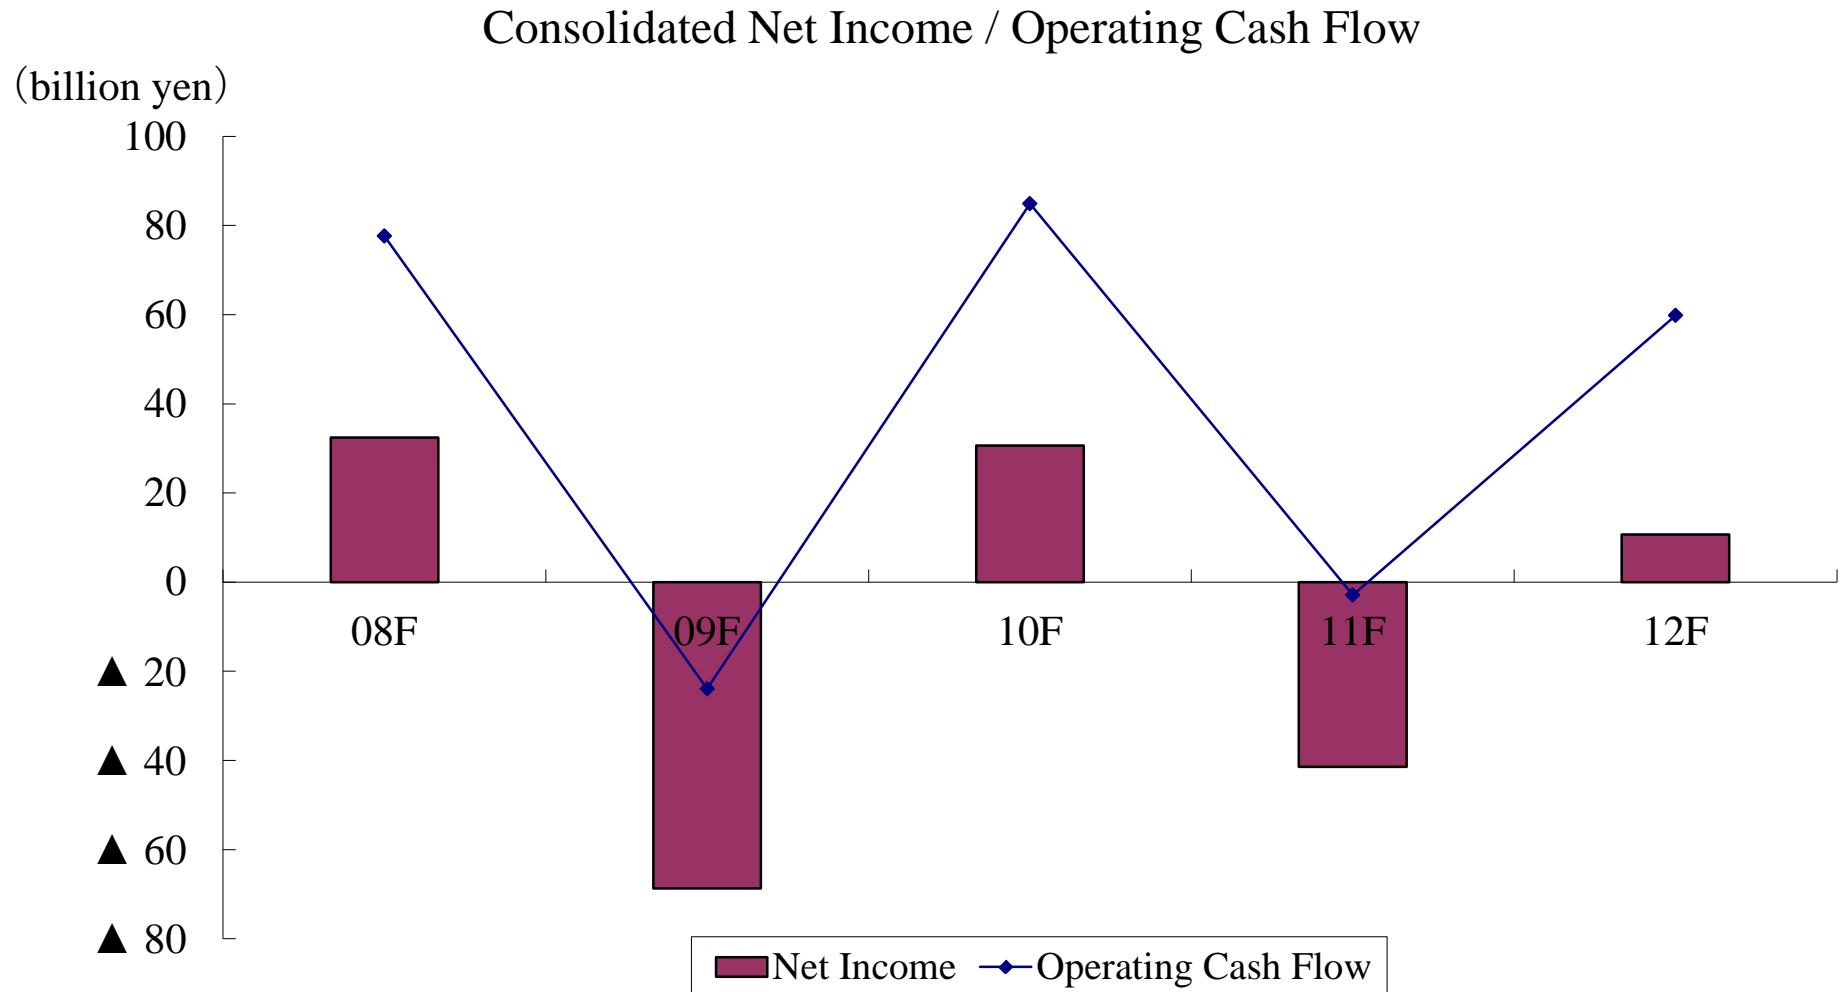 Consolidated Net Income / Operating Cash Flow
（billion yen）
100
80
60
40
20
0
▲ 20
▲ 40
▲ 60
▲ 80
08F 09F 10F 11F 12F
Net Income Operating Cash Flow